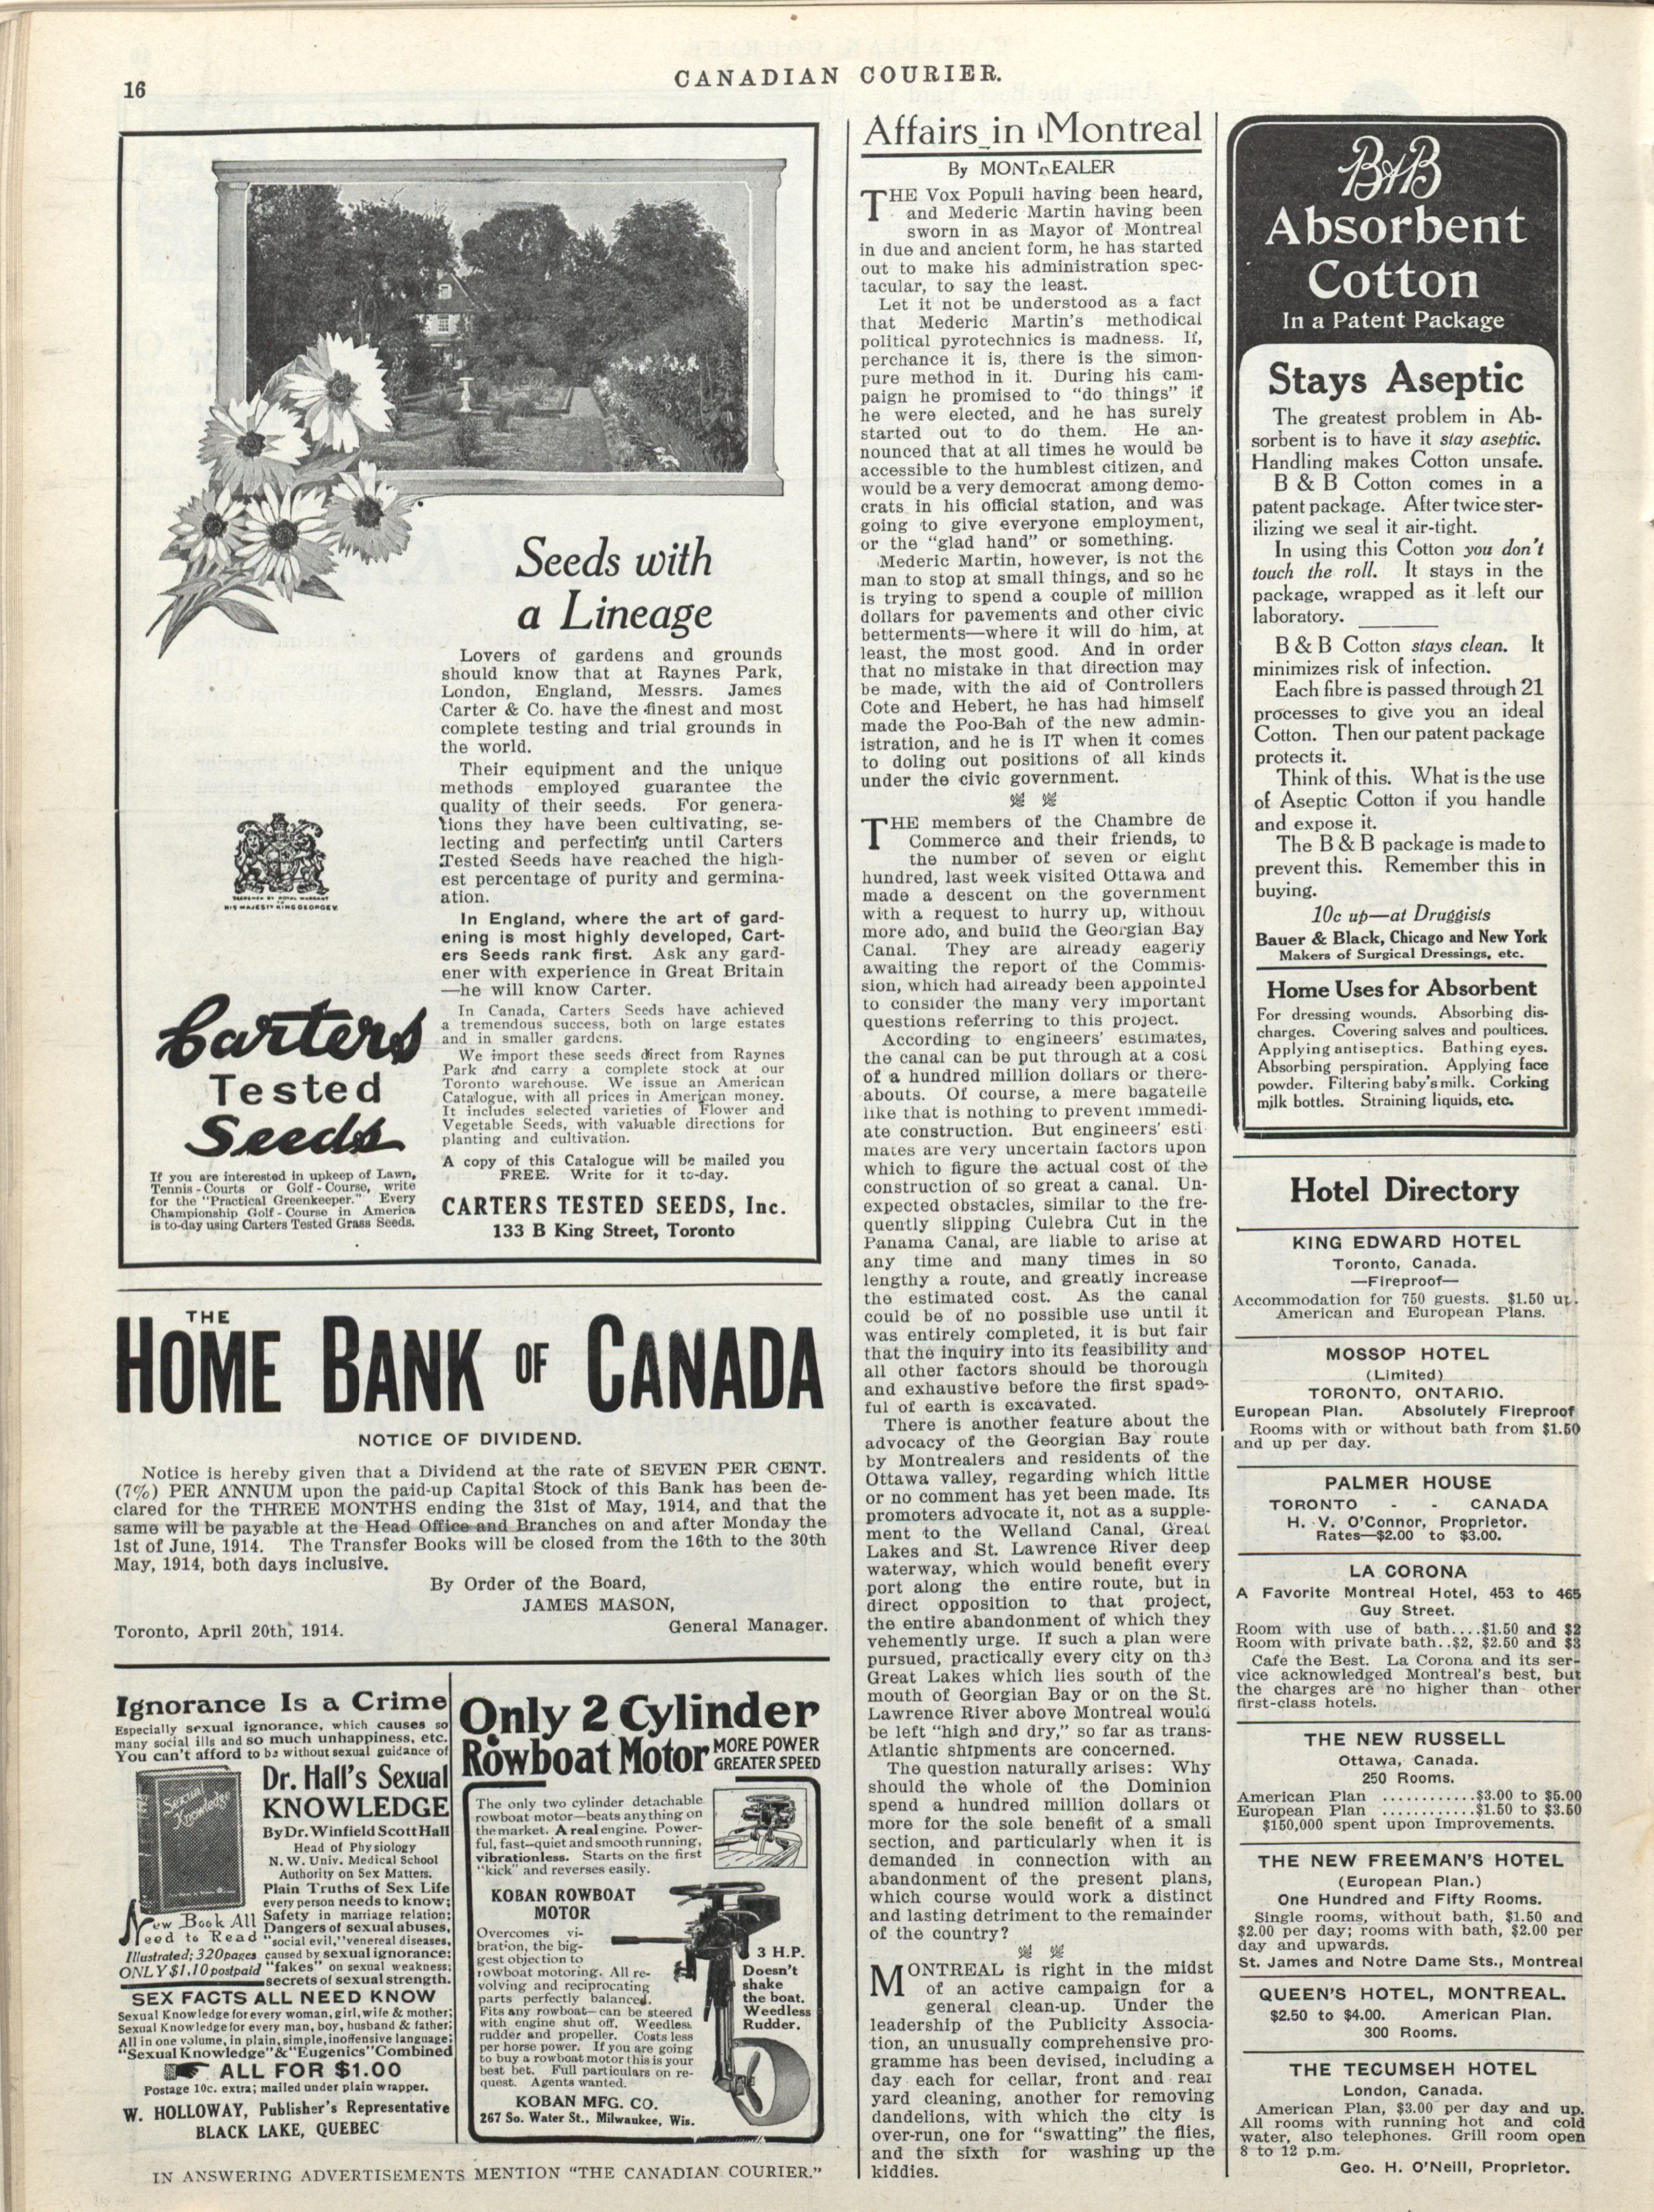 16
CANADIAN COURIER.
Seeds with
a Lineage
Lovers of gardens and grounds
should know that at Raynes Park,
London, England, Messrs. James
Carter & Co. have the finest and most
complete testing and trial grounds in
the world.
Their equipment and the unique
methods employed guarantee the
quality of their seeds. For genera-
tions they have been cultivating, se-
lecting and perfecting until Carters
Tested Seeds have reached the high-
est percentage of purity and germina-
ation.
In England, where the art of gard-
ening is most highly developed, Cart-
ers Seeds rank first. Ask any gard-
ener with experience in Great Britain
—he will know Carter.
In Canada, Carters Seeds have achieved
a tremendous success, both on large estates
and in smaller gardens.
We import these seeds direct from Raynes
Park and carry a complete stock at our
Toronto warehouse. We issue an American
Catalogue, with all prices in American money.
It includes selected varieties of Flower and
Vegetable Seeds, with valuable directions for
planting and cultivation.
A copy of this Catalogue will be mailed you
FREE. Write for it to-day.
CARTERS TESTED SEEDS, Inc.
133 B King Street, Toronto
HIS MAJESTY KING GEORGE V.
Carters
Tested
Seeds
If you are interested in upkeep of Lawn,
Tennis-Courts or Golf-Course, write
for the "Practical Greenkeeper." Every
Championship Golf-Course in America
is to-day using Carters Tested Grass Seeds.
THE
HOME BANK OF CANADA
NOTICE OF DIVIDEND.
Notice is hereby given that a Dividend at the rate of SEVEN PER CENT.
(7%) PER ANNUM upon the paid-up Capital Stock of this Bank has been de-
clared for the THREE MONTHS ending the 31st of May, 1914, and that the
same will be payable at the Head Office and Branches on and after Monday the
1st of June, 1914. The Transfer Books will be closed from the 16th to the 30th
May, 1914, both days inclusive.
By Order of the Board,
JAMES MASON,
Toronto, April 20th, 1914. General Manager.
Ignorance Is a Crime
Especially sexual ignorance, which causes so
many social ills and so much unhappiness, etc.
You can't afford to be without sexual guidance of
Dr. Hall's Sexual
KNOWLEDGE
By Dr. Winfield Scott Hall
Head of Physiology
N. W. Univ. Medical School
Authority on Sex Matters.
Plain Truths of Sex Life
every person needs to know;
Safety in marriage relation;
Dangers of sexual abuses,
"social evil," venereal diseases,
caused by sexual ignorance;
"fakes" on sexual weakness;
secrets of sexual strength.
Sexual
Knowledge
New Book All
Need to Read
Illustrated; 320 pages
ONLY $1.10 postpaid
SEX FACTS ALL NEED KNOW
Sexual Knowledge for every woman, girl, wife & mother;
Sexual Knowledge for every man, boy, husband & father;
All in one volume, in plain, simple, inoffensive language;
"Sexual Knowledge" & "Eugenics" Combined
ALL FOR $1.00
Postage 10c. extra; mailed under plain wrapper.
W. HOLLOWAY, Publisher's Representative
BLACK LAKE, QUEBEC
Only 2 Cylinder
Rowboat Motor MORE POWER
GREATER SPEED
The only two cylinder detachable
rowboat motor—beats anything on
the market. A real engine. Power-
ful, fast—quiet and smooth running,
vibrationless. Starts on the first
"kick" and reverses easily.
KOBAN ROWBOAT
MOTOR
Overcomes vi-
bration, the big-
gest objection to
rowboat motoring. All re-
volving and reciprocating
parts perfectly balanced.
Fits any rowboat—can be steered
with engine shut off. Weedless
rudder and propeller. Costs less
per horse power. If you are going
to buy a rowboat motor this is your
best bet. Full particulars on re-
quest. Agents wanted.
3 H.P.
Doesn't
shake
the boat.
Weedless
Rudder.
KOBAN MFG. CO.
267 So. Water St., Milwaukee, Wis.
IN ANSWERING ADVERTISEMENTS MENTION "THE CANADIAN COURIER."
Affairs in Montreal
By MONTREALER
THE Vox Populi having been heard,
and Mederic Martin having been
sworn in as Mayor of Montreal
in due and ancient form, he has started
out to make his administration spec-
tacular, to say the least.
Let it not be understood as a fact
that Mederic Martin's methodical
political pyrotechnics is madness. If,
perchance it is, there is the simon-
pure method in it. During his cam-
paign he promised to "do things" if
he were elected, and he has surely
started out to do them. He an-
nounced that at all times he would be
accessible to the humblest citizen, and
would be a very democrat among demo-
crats in his official station, and was
going to give everyone employment,
or the "glad hand" or something.
Mederic Martin, however, is not the
man to stop at small things, and so he
is trying to spend a couple of million
dollars for pavements and other civic
betterments—where it will do him, at
least, the most good. And in order
that no mistake in that direction may
be made, with the aid of Controllers
Cote and Hebert, he has had himself
made the Poo-Bah of the new admin-
istration, and he is IT when it comes
to doling out positions of all kinds
under the civic government.
THE members of the Chambre de
Commerce and their friends, to
the number of seven or eight
hundred, last week visited Ottawa and
made a descent on the government
with a request to hurry up, without
more ado, and build the Georgian Bay
Canal. They are already eagerly
awaiting the report of the Commis-
sion, which had already been appointed
to consider the many very important
questions referring to this project.
According to engineers' estimates,
the canal can be put through at a cost
of a hundred million dollars or there-
abouts. Of course, a mere bagatelle
like that is nothing to prevent immedi-
ate construction. But engineers' esti-
mates are very uncertain factors upon
which to figure the actual cost of the
construction of so great a canal. Un-
expected obstacles, similar to the fre-
quently slipping Culebra Cut in the
Panama Canal, are liable to arise at
any time and many times in so
lengthy a route, and greatly increase
the estimated cost. As the canal
could be of no possible use until it
was entirely completed, it is but fair
that the inquiry into its feasibility and
all other factors should be thorough
and exhaustive before the first spade-
ful of earth is excavated.
There is another feature about the
advocacy of the Georgian Bay route
by Montrealers and residents of the
Ottawa valley, regarding which little
or no comment has yet been made. Its
promoters advocate it, not as a supple-
ment to the Welland Canal, Great
Lakes and St. Lawrence River deep
waterway, which would benefit every
port along the entire route, but in
direct opposition to that project,
the entire abandonment of which they
vehemently urge. If such a plan were
pursued, practically every city on the
Great Lakes which lies south of the
mouth of Georgian Bay or on the St.
Lawrence River above Montreal would
be left "high and dry," so far as trans-
Atlantic shipments are concerned.
The question naturally arises: Why
should the whole of the Dominion
spend a hundred million dollars or
more for the sole benefit of a small
section, and particularly when it is
demanded in connection with an
abandonment of the present plans,
which course would work a distinct
and lasting detriment to the remainder
of the country?
MONTREAL is right in the midst
of an active campaign for a
general clean-up. Under the
leadership of the Publicity Associa-
tion, an unusually comprehensive pro-
gramme has been devised, including a
day each for cellar, front and rear
yard cleaning, another for removing
dandelions, with which the city is
over-run, one for "swatting" the flies,
and the sixth for washing up the
kiddies.
B&B
Absorbent
Cotton
In a Patent Package
Stays Aseptic
The greatest problem in Ab-
sorbent is to have it stay aseptic.
Handling makes Cotton unsafe.
B & B Cotton comes in a
patent package. After twice ster-
ilizing we seal it air-tight.
In using this Cotton you don't
touch the roll. It stays in the
package, wrapped as it left our
laboratory.
B & B Cotton stays clean. It
minimizes risk of infection.
Each fibre is passed through 21
processes to give you an ideal
Cotton. Then our patent package
protects it.
Think of this. What is the use
of Aseptic Cotton if you handle
and expose it.
The B & B package is made to
prevent this. Remember this in
buying.
10c up—at Druggists
Bauer & Black, Chicago and New York
Makers of Surgical Dressings, etc.
Home Uses for Absorbent
For dressing wounds. Absorbing dis-
charges. Covering salves and poultices.
Applying antiseptics. Bathing eyes.
Absorbing perspiration. Applying face
powder. Filtering baby's milk. Corking
milk bottles. Straining liquids, etc.
Hotel Directory
KING EDWARD HOTEL
Toronto, Canada.
—Fireproof—
Accommodation for 750 guests. $1.50 up.
American and European Plans.
MOSSOP HOTEL
(Limited)
TORONTO, ONTARIO.
European Plan. Absolutely Fireproof
Rooms with or without bath from $1.50
and up per day.
PALMER HOUSE
TORONTO - - CANADA
H. V. O'Connor, Proprietor.
Rates—$2.00 to $3.00.
LA CORONA
A Favorite Montreal Hotel, 453 to 465
Guy Street.
Room with use of bath....$1.50 and $2
Room with private bath..$2, $2.50 and $3
Cafe the Best. La Corona and its ser-
vice acknowledged Montreal's best, but
the charges are no higher than other
first-class hotels.
THE NEW RUSSELL
Ottawa, Canada.
250 Rooms.
American Plan ............$3.00 to $5.00
European Plan ............$1.50 to $3.50
$150,000 spent upon Improvements.
THE NEW FREEMAN'S HOTEL
(European Plan.)
One Hundred and Fifty Rooms.
Single rooms, without bath, $1.50 and
$2.00 per day; rooms with bath, $2.00 per
day and upwards.
St. James and Notre Dame Sts., Montreal
QUEEN'S HOTEL, MONTREAL.
$2.50 to $4.00. American Plan.
300 Rooms.
THE TECUMSEH HOTEL
London, Canada.
American Plan, $3.00 per day and up.
All rooms with running hot and cold
water, also telephones. Grill room open
8 to 12 p.m.
Geo. H. O'Neill, Proprietor.